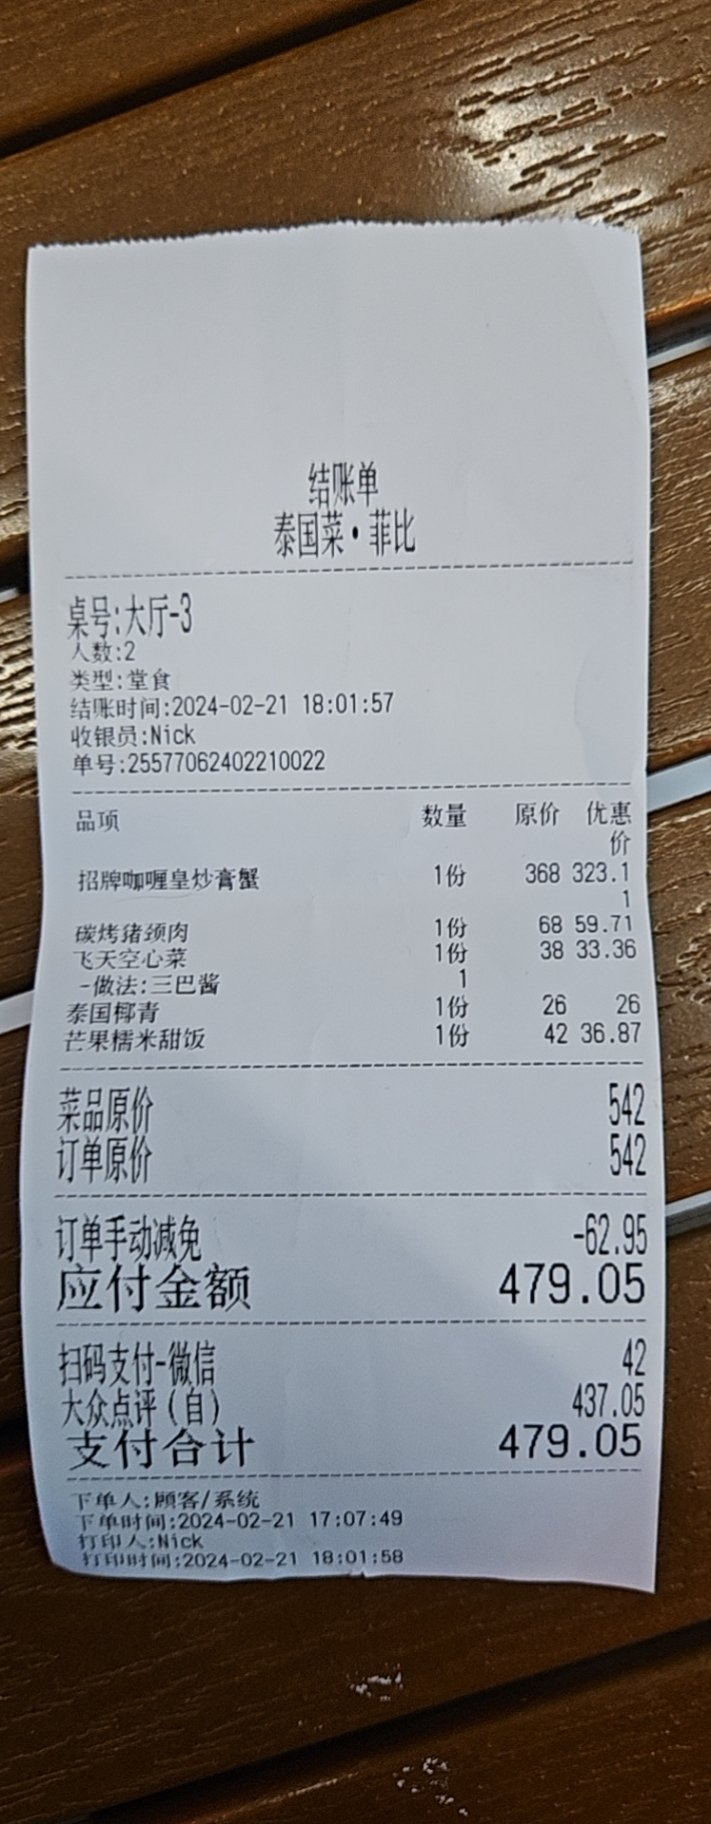 结账单
泰国菜·菲比
桌号:大厅-3
人数:2
类型:堂食
结账时间:2024-02-21 18:01:57
收银员:Nick
单号:25577062402210022
品项 数量 原价 优惠
价
招牌咖喱皇炒膏蟹 1份 368 323.1
1
碳烤猪颈肉 1份 68 59.71
飞天空心菜 1份 38 33.36
-做法:三巴酱 1
泰国椰青 1份 26 26
芒果糯米甜饭 1份 42 36.87
菜品原价 542
订单原价 542
订单手动减免 -62.95
应付金额 479.05
扫码支付-微信 42
大众点评(自) 437.05
支付合计 479.05
下单人:顾客/系统
下单时间:2024-02-21 17:07:49
打印人:Nick
打印时间:2024-02-21 18:01:58